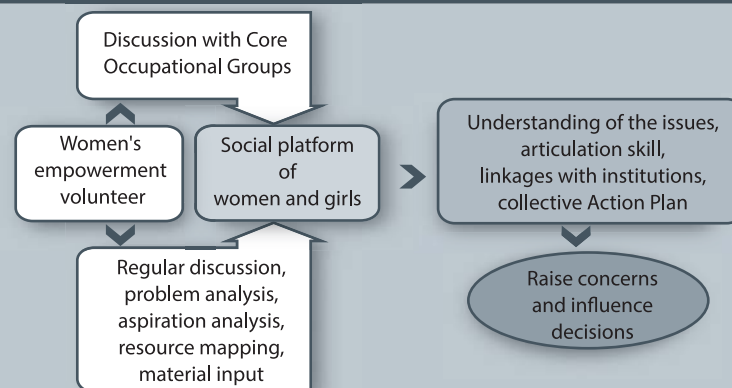 Discussion with Core
Occupational Groups
Women's
empowerment
volunteer
Social platform
of
women and girls
Understanding of the issues,
articulation skill,
linkages with institutions,
collective Action Plan
Regular discussion,
problem analysis,
aspiration analysis,
resource mapping,
material input
Raise concerns
and influence
decisions